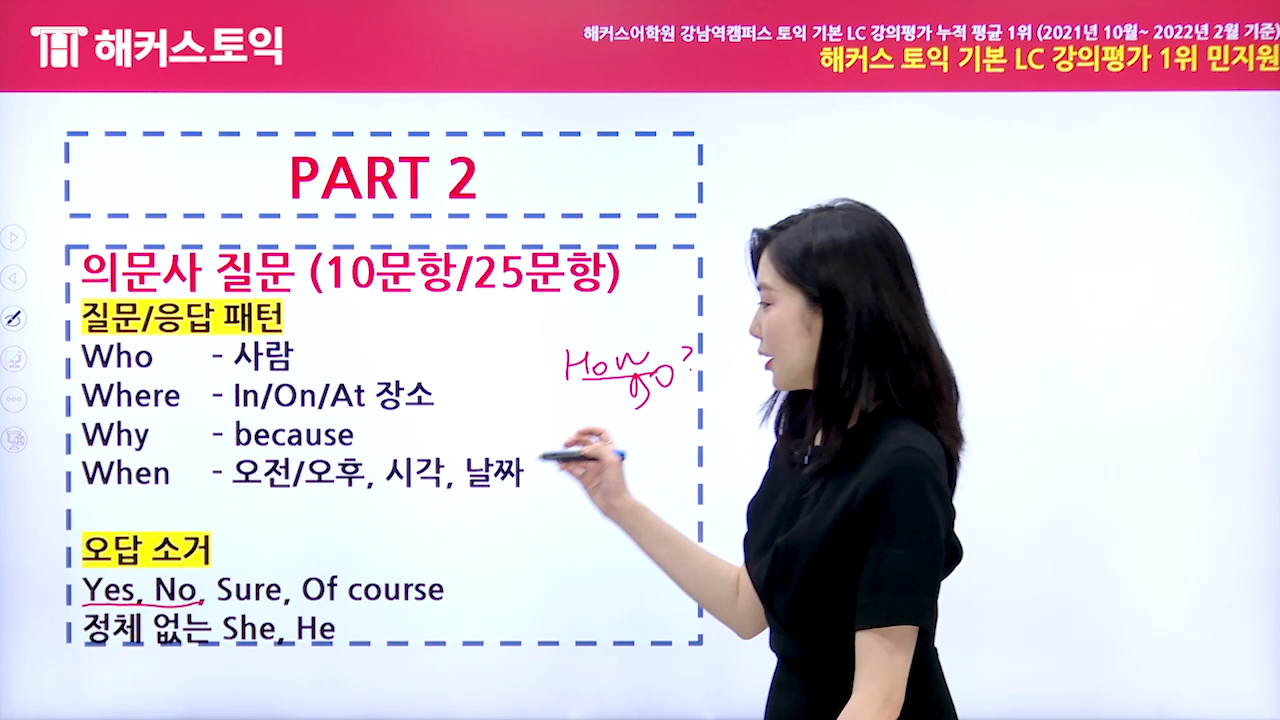 해커스토익
해커스어학원 강남역캠퍼스 토익 기본 LC 강의평가 누적 평균 1위 (2021년 10월~ 2022년 2월 기준)
해커스 토익 기본 LC 강의평가 1위 민지원
PART 2
의문사 질문 (10문항/25문항)
질문/응답 패턴
Who - 사람
Where - In/On/At 장소
Why - because
When - 오전/오후, 시각, 날짜
How ?
오답 소거
Yes, No, Sure, Of course
정체 없는 She, He